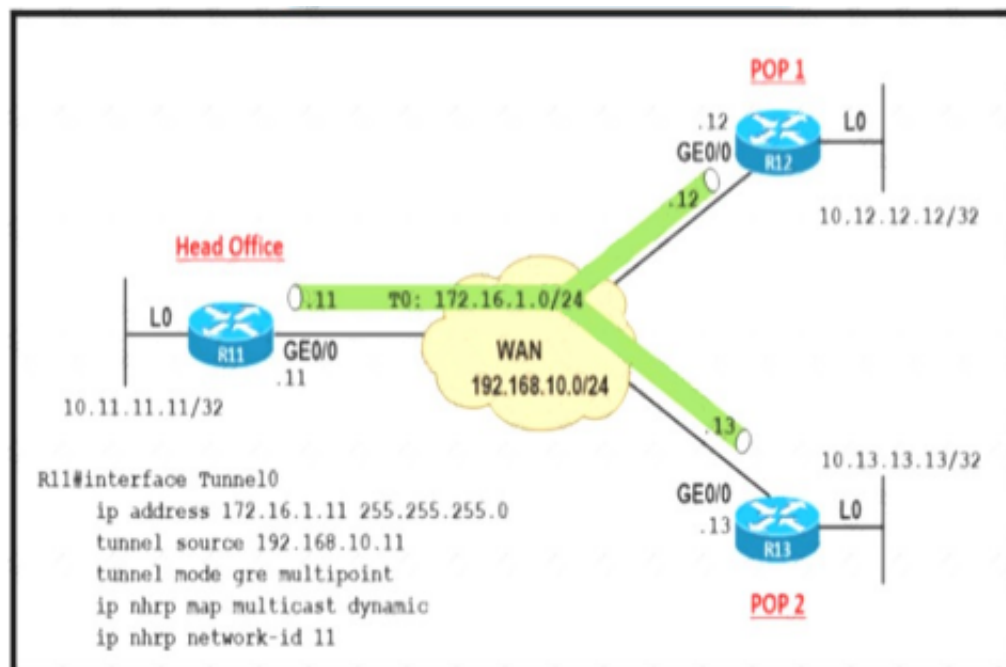 POP 1
.12
GE0/0
L0
R12
.12
10.12.12.12/32
Head Office
.11
T0: 172.16.1.0/24
L0
R11
GE0/0
.11
WAN
192.168.10.0/24
10.11.11.11/32
.13
10.13.13.13/32
GE0/0
L0
.13
R13
POP 2
R11#interface Tunnel0
ip address 172.16.1.11 255.255.255.0
tunnel source 192.168.10.11
tunnel mode gre multipoint
ip nhrp map multicast dynamic
ip nhrp network-id 11